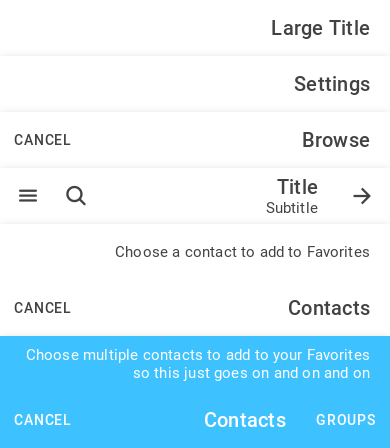 Large Title
Settings
CANCEL Browse
Title
Subtitle
Choose a contact to add to Favorites
CANCEL Contacts
Choose multiple contacts to add to your Favorites
so this just goes on and on and on
CANCEL Contacts GROUPS